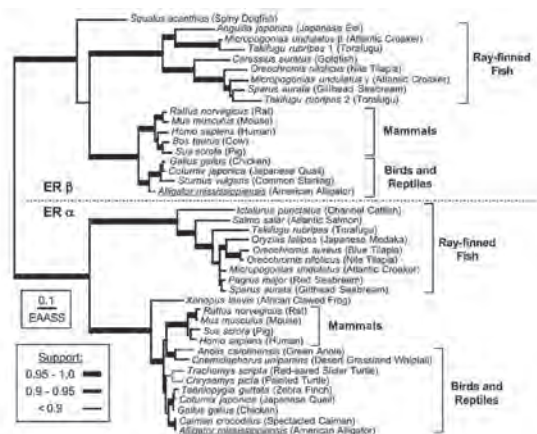 Squalus acanthias (Spiny Dogfish)
Anguilla japonica (Japanese Eel)
Micropogonias undulatus β (Atlantic Croaker)
Takifugu rubripes 1 (Torafugu)
Carassius auratus (Goldfish)
Oreochromis niloticus (Nile Tilapia)
Micropogonias undulatus γ (Atlantic Croaker)
Sparus aurata (Gilthead Seabream)
Takifugu rubripes 2 (Torafugu)
Ray-finned
Fish
Rattus norvegicus (Rat)
Mus musculus (Mouse)
Homo sapiens (Human)
Bos taurus (Cow)
Sus scrofa (Pig)
Mammals
Gallus gallus (Chicken)
Coturnix japonica (Japanese Quail)
Sturnus vulgaris (Common Starling)
Alligator mississippiensis (American Alligator)
Birds and
Reptiles
ER β
ER α
Ictalurus punctatus (Channel Catfish)
Salmo salar (Atlantic Salmon)
Takifugu rubripes (Torafugu)
Oryzias latipes (Japanese Medaka)
Oreochromis aureus (Blue Tilapia)
Oreochromis niloticus (Nile Tilapia)
Micropogonias undulatus (Atlantic Croaker)
Pagrus major (Red Seabream)
Sparus aurata (Gilthead Seabream)
Ray-finned
Fish
Xenopus laevis (African Clawed Frog)
Rattus norvegicus (Rat)
Mus musculus (Mouse)
Sus scrofa (Pig)
Homo sapiens (Human)
Mammals
Anolis carolinensis (Green Anole)
Cnemidophorus uniparens (Desert Grassland Whiptail)
Trachemys scripta (Red-eared Slider Turtle)
Chrysemys picta (Painted Turtle)
Taeniopygia guttata (Zebra Finch)
Coturnix japonica (Japanese Quail)
Gallus gallus (Chicken)
Caiman crocodilus (Spectacled Caiman)
Alligator mississippiensis (American Alligator)
Birds and
Reptiles
0.1
EAASS
Support:
0.95 - 1.0
0.9 - 0.95
<0.9